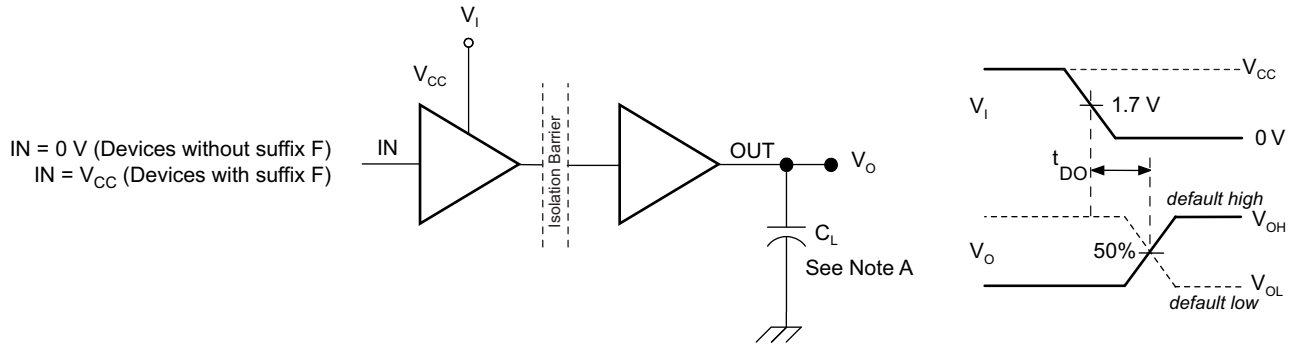 V_I
V_CC
IN = 0 V (Devices without suffix F)
IN = V_CC (Devices with suffix F)
IN
Isolation Barrier
OUT
V_O
C_L
See Note A
V_CC
V_I
1.7 V
0 V
t_DO
default high
V_OH
V_O
50%
V_OL
default low